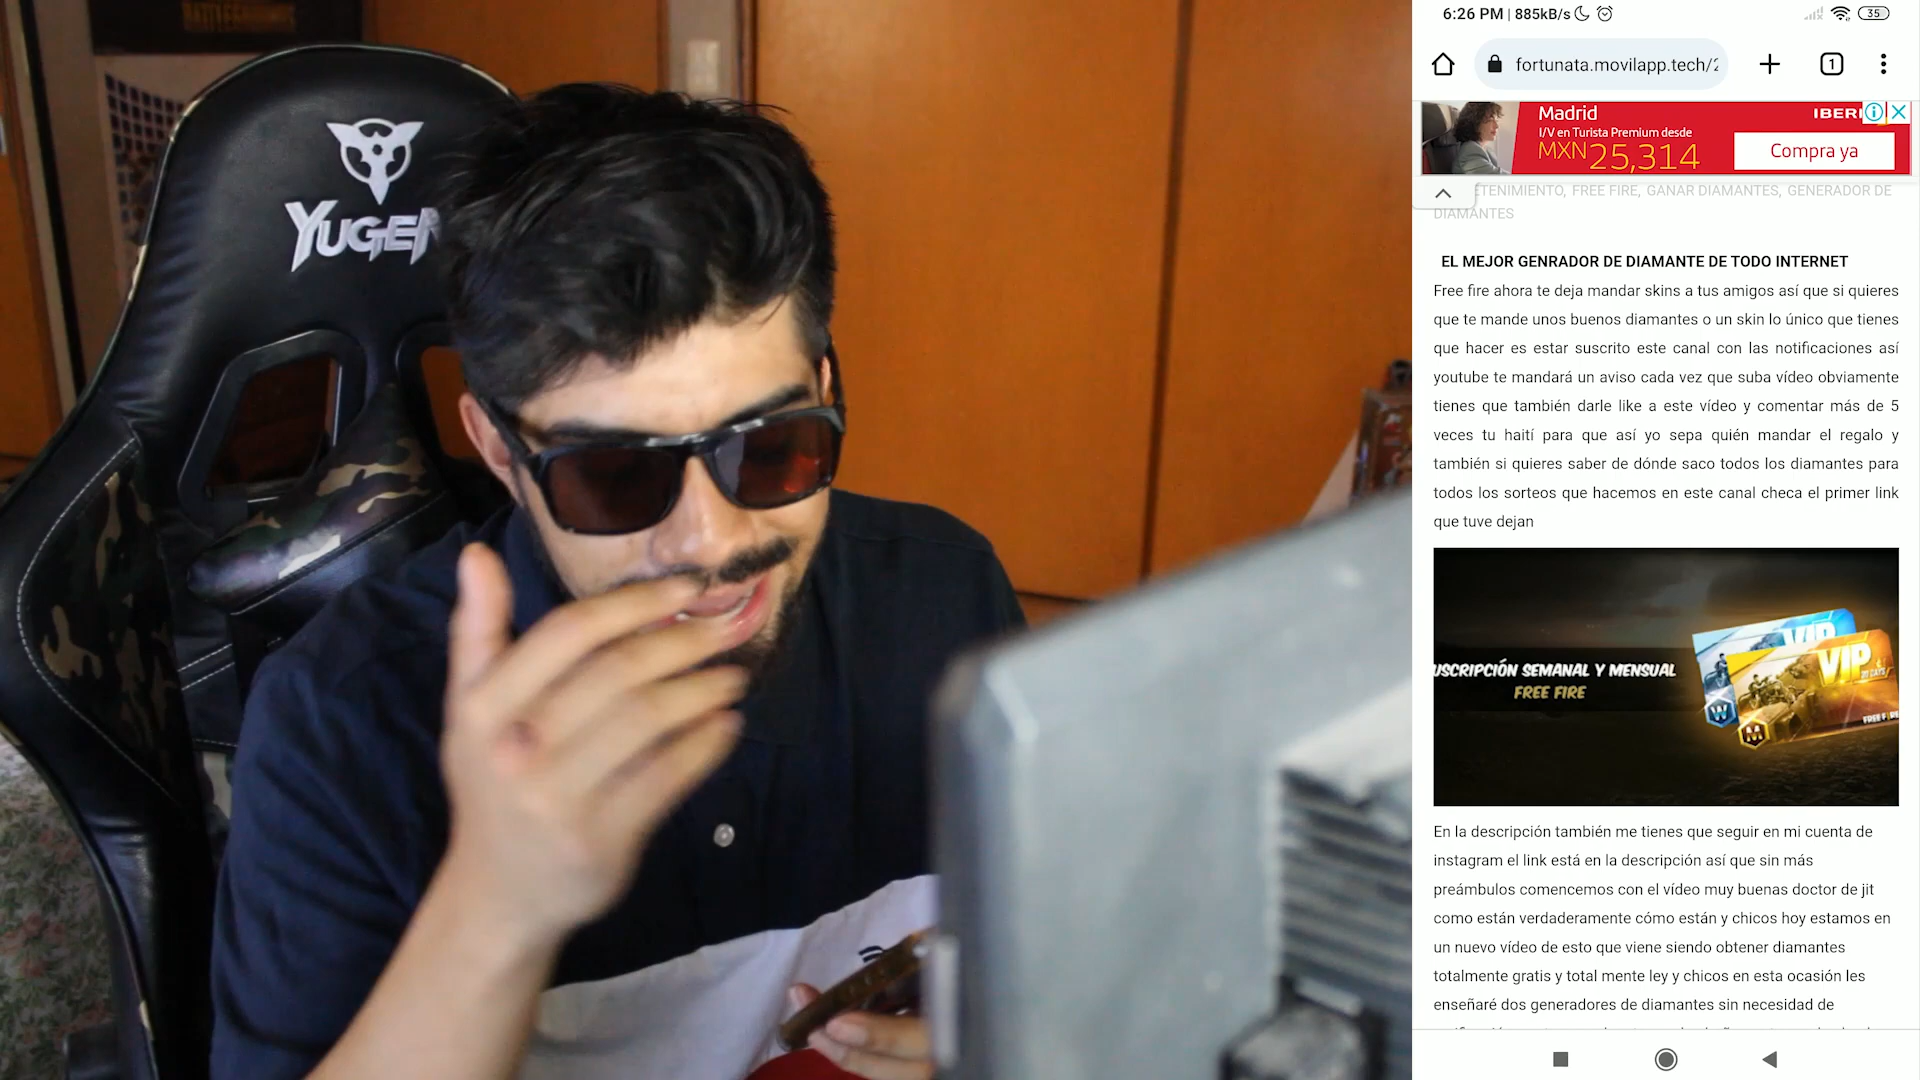 BATTLEGROUNDS
YUGEN
6:26 PM | 885kB/s
35
fortunata.movilapp.tech/2
1
Madrid
I/V en Turista Premium desde
MXN25,314
IBERI
Compra ya
ETENIMIENTO, FREE FIRE, GANAR DIAMANTES, GENERADOR DE
DIAMANTES
EL MEJOR GENRADOR DE DIAMANTE DE TODO INTERNET
Free fire ahora te deja mandar skins a tus amigos así que si quieres
que te mande unos buenos diamantes o un skin lo único que tienes
que hacer es estar suscrito este canal con las notificaciones así
youtube te mandará un aviso cada vez que suba vídeo obviamente
tienes que también darle like a este vídeo y comentar más de 5
veces tu haití para que así yo sepa quién mandar el regalo y
también si quieres saber de dónde saco todos los diamantes para
todos los sorteos que hacemos en este canal checa el primer link
que tuve dejan
USCRIPCIÓN SEMANAL Y MENSUAL
FREE FIRE
VIP
VIP
W
M
FREE FIRE
En la descripción también me tienes que seguir en mi cuenta de
instagram el link está en la descripción así que sin más
preámbulos comencemos con el vídeo muy buenas doctor de jit
como están verdaderamente cómo están y chicos hoy estamos en
un nuevo vídeo de esto que viene siendo obtener diamantes
totalmente gratis y total mente ley y chicos en esta ocasión les
enseñaré dos generadores de diamantes sin necesidad de